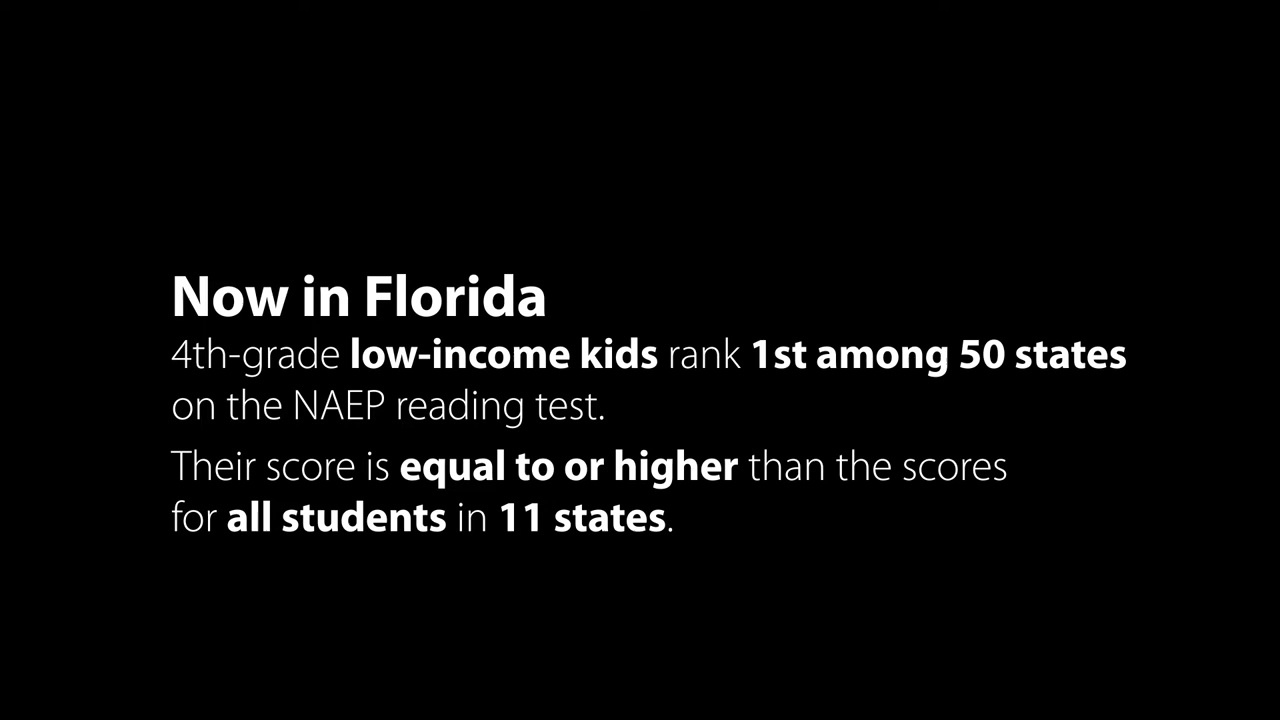 Now in Florida
4th-grade low-income kids rank 1st among 50 states
on the NAEP reading test.
Their score is equal to or higher than the scores
for all students in 11 states.